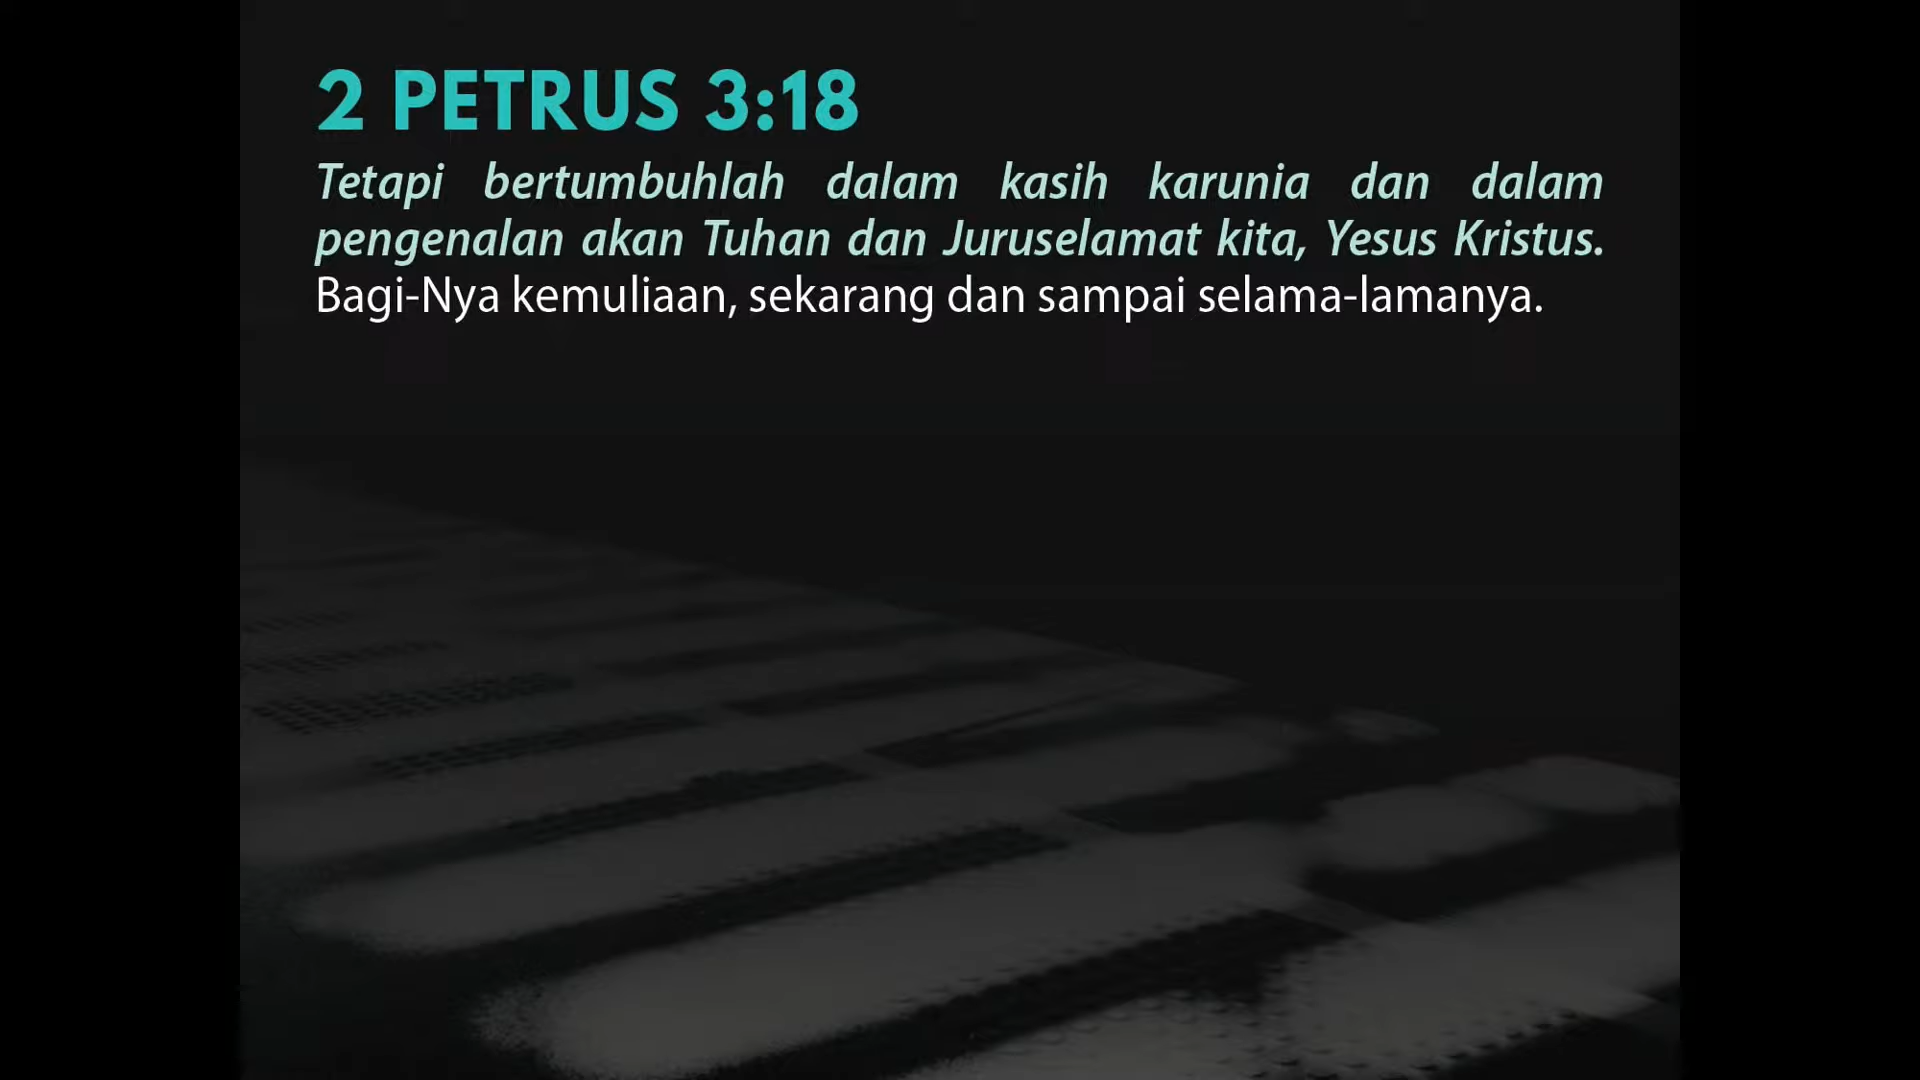 2 PETRUS 3:18
Tetapi bertumbuhlah dalam kasih karunia dan dalam
pengenalan akan Tuhan dan Juruselamat kita, Yesus Kristus.
Bagi-Nya kemuliaan, sekarang dan sampai selama-lamanya.